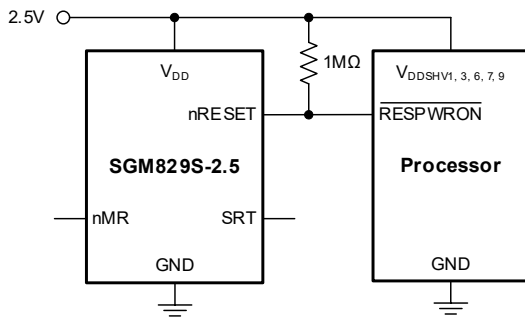 2.5V
VDD
1MΩ
VDDSHV1, 3, 6, 7, 9
nRESET
RESPWRON
SGM829S-2.5
Processor
nMR
SRT
GND
GND